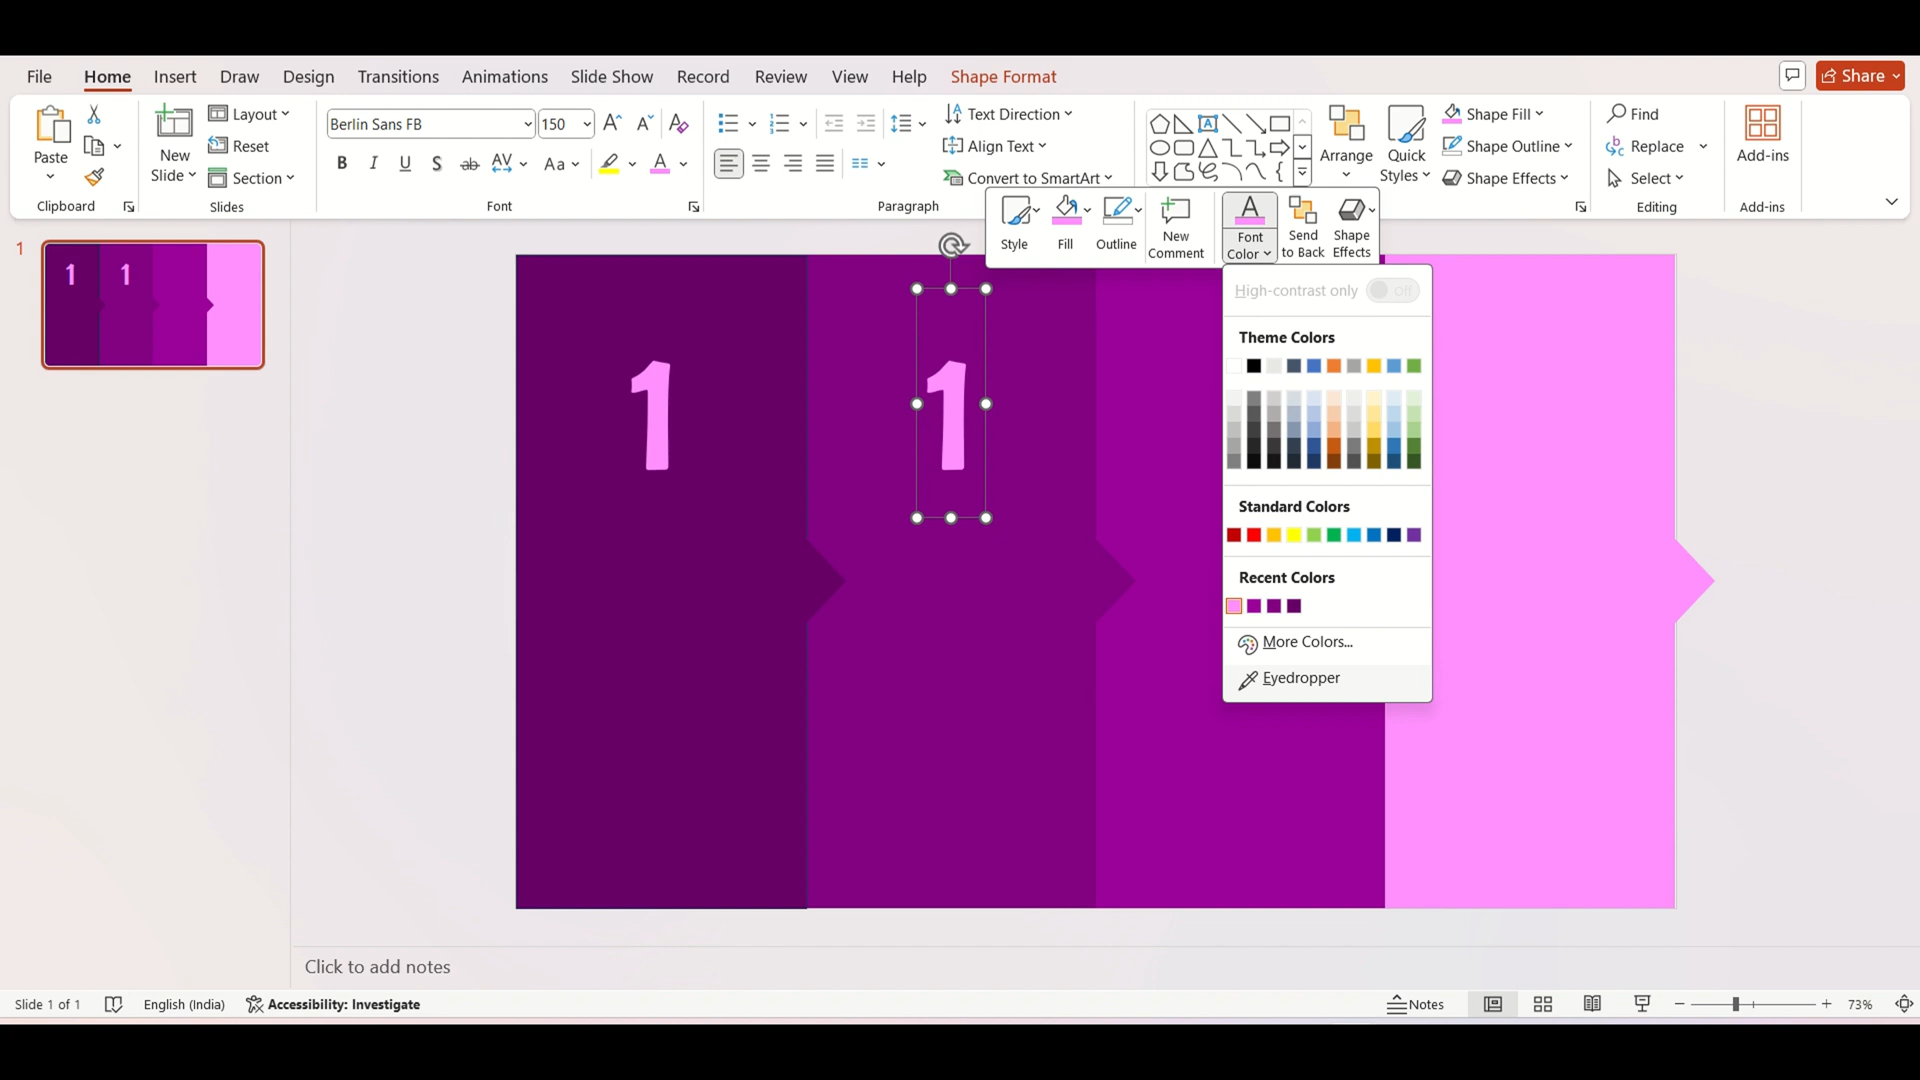 File Home Insert Draw Design Transitions Animations Slide Show Record Review View Help Shape Format Share
Paste
Clipboard
New
Slide
Layout
Reset
Section
Slides
Berlin Sans FB 150
B I U S ab AV Aa A
Font
Text Direction
Align Text
Convert to SmartArt
Paragraph
Arrange
Quick
Styles
Shape Fill
Shape Outline
Shape Effects
Find
Replace
Select
Editing
Add-ins
Add-ins
Style
Fill
Outline
New
Comment
Font
Color
Send
to Back
Shape
Effects
High-contrast only Off
Theme Colors
Standard Colors
Recent Colors
More Colors...
Eyedropper
1
1 1
1 1
Click to add notes
Slide 1 of 1 English (India) Accessibility: Investigate Notes 73%